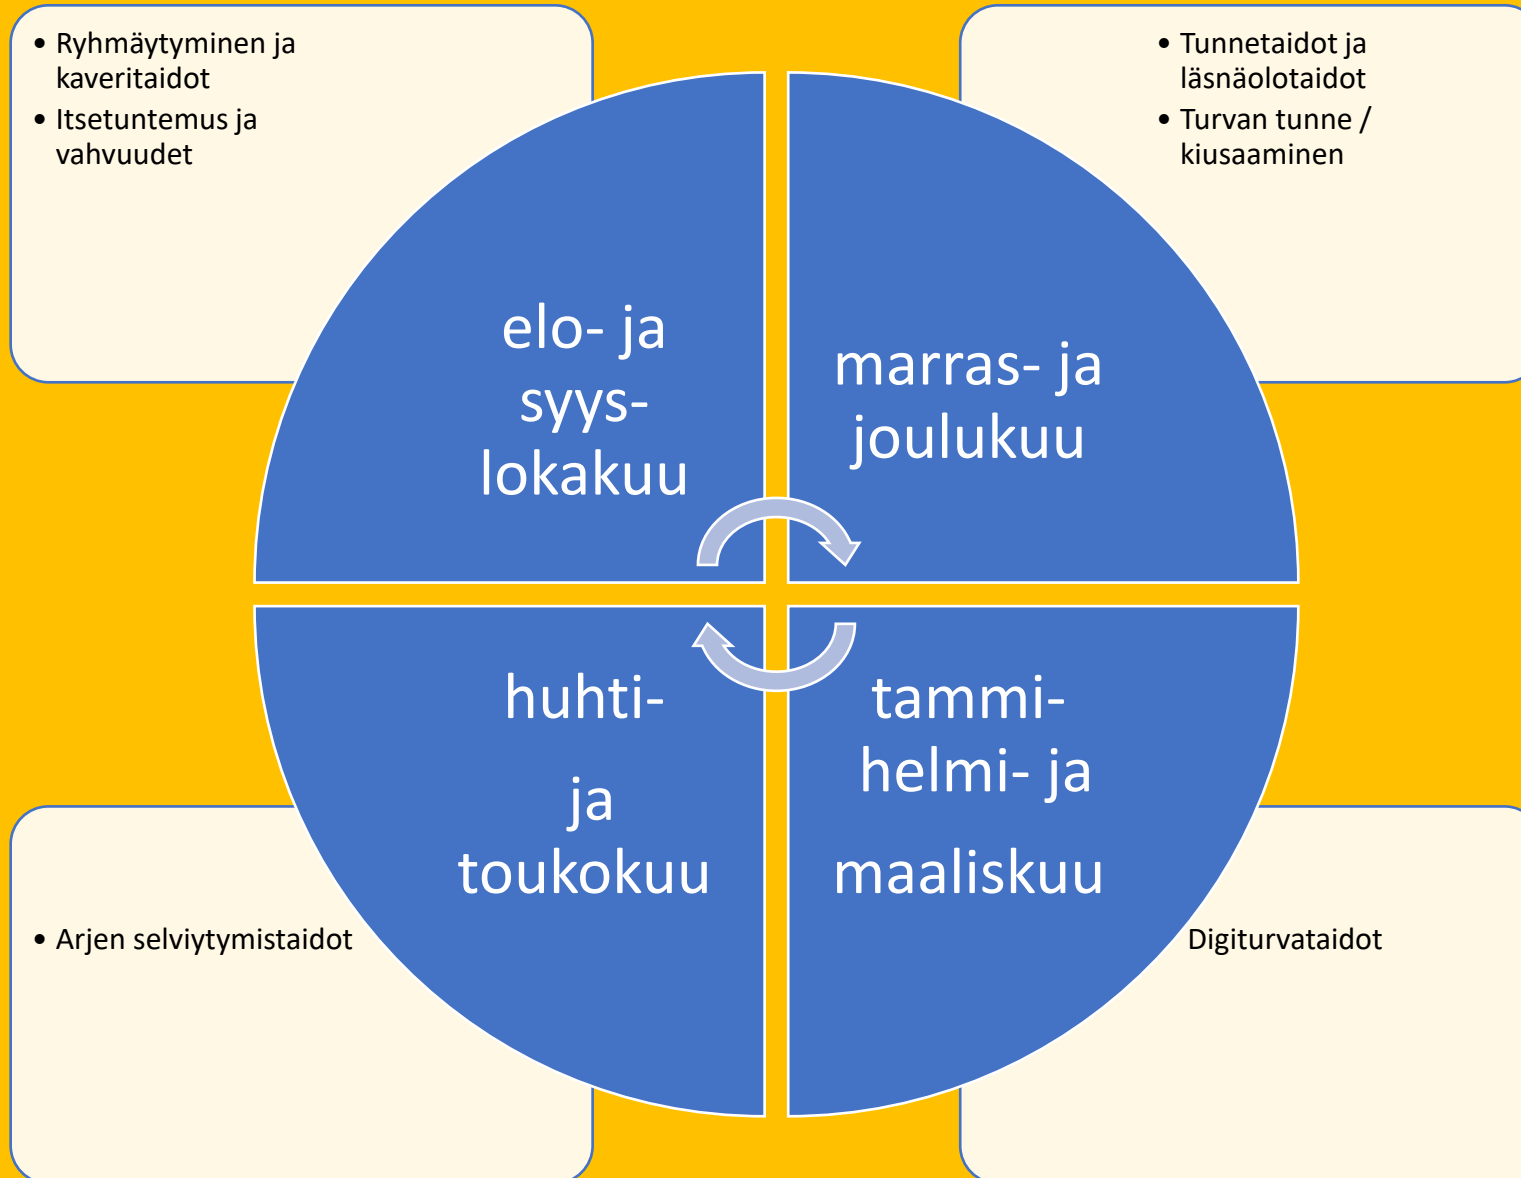 • Ryhmäytyminen ja
kaveritaidot
• Itsetuntemus ja
vahvuudet
• Tunnetaidot ja
läsnäolotaidot
• Turvan tunne /
kiusaaminen
elo- ja
syys-
lokakuu
marras- ja
joulukuu
huhti-
ja
toukokuu
tammi-
helmi- ja
maaliskuu
• Arjen selviytymistaidot
Digiturvataidot